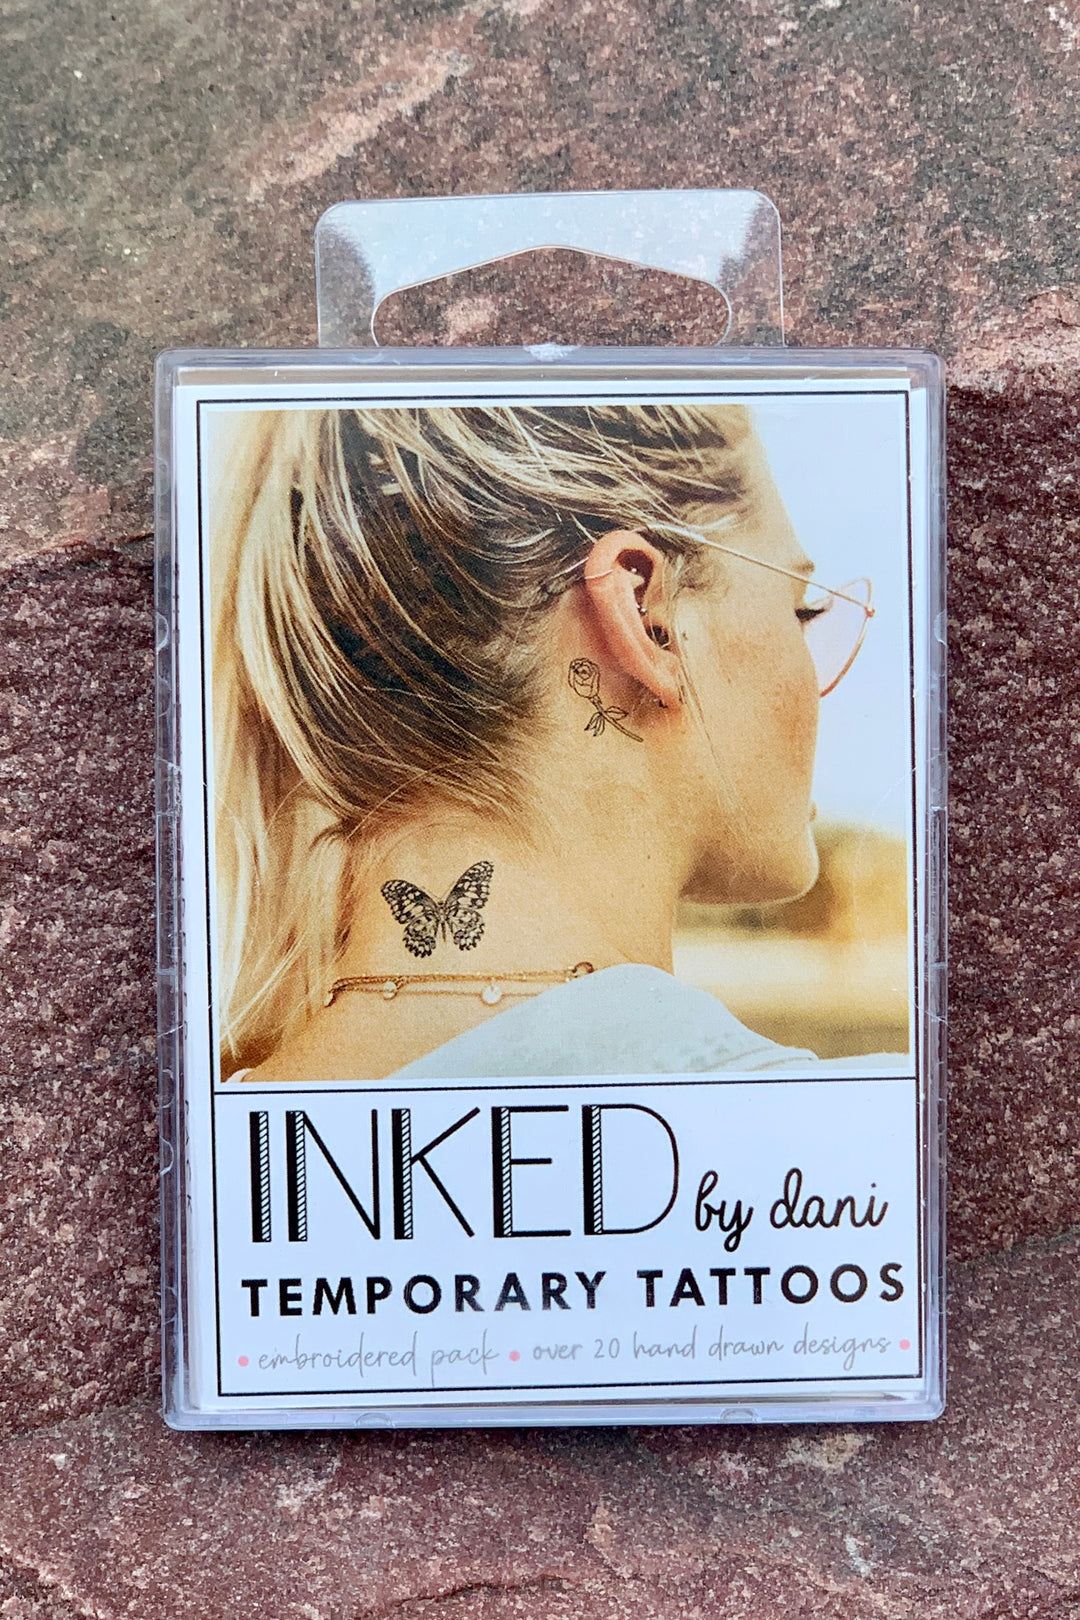 INKED by dani
TEMPORARY TATTOOS
• embroidered pack • over 20 hand drawn designs •